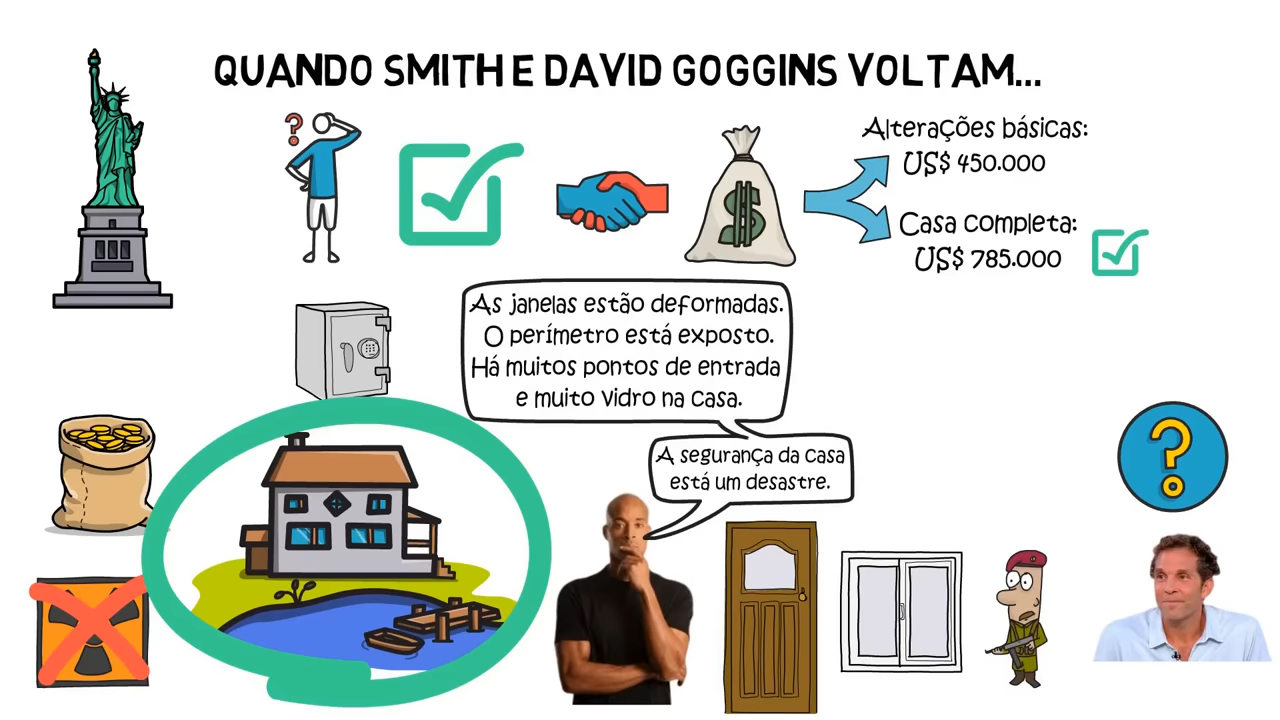 QUANDO SMITH E DAVID GOGGINS VOLTAM...
Alterações básicas:
US$ 450.000
Casa completa:
US$ 785.000
As janelas estão deformadas.
O perímetro está exposto.
Há muitos pontos de entrada
e muito vidro na casa.
A segurança da casa
está um desastre.